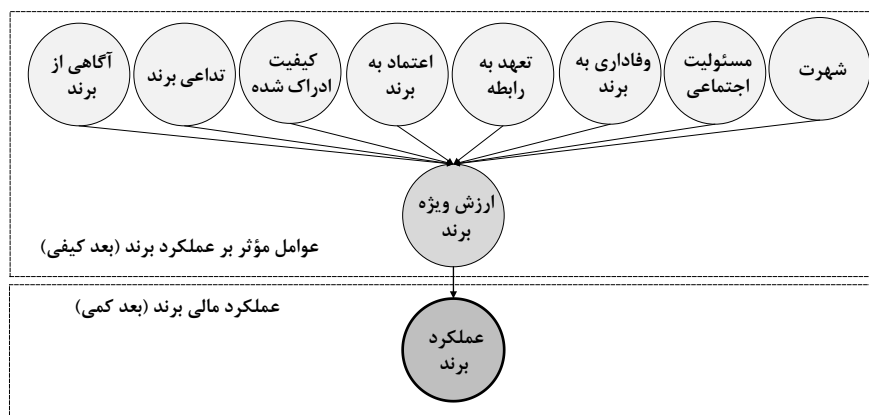 شهرت
مسئولیت
اجتماعی
وفاداری به
برند
تعهد به
رابطه
اعتماد به
برند
کیفیت
ادراک شده
تداعی برند
آگاهی از
برند
ارزش ویژه
برند
عوامل مؤثر بر عملکرد برند (بعد کیفی)
عملکرد مالی برند (بعد کمی)
عملکرد
برند